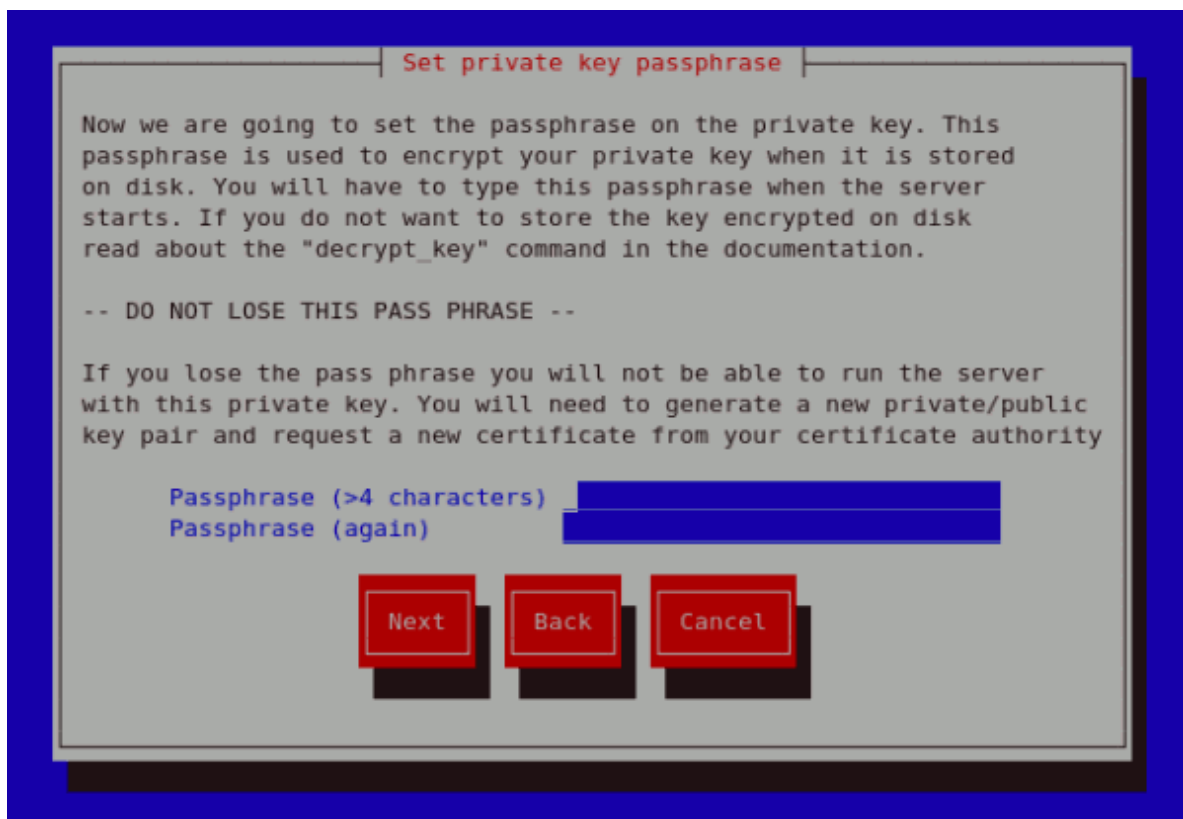 Set private key passphrase
Now we are going to set the passphrase on the private key. This
passphrase is used to encrypt your private key when it is stored
on disk. You will have to type this passphrase when the server
starts. If you do not want to store the key encrypted on disk
read about the "decrypt_key" command in the documentation.
-- DO NOT LOSE THIS PASS PHRASE --
If you lose the pass phrase you will not be able to run the server
with this private key. You will need to generate a new private/public
key pair and request a new certificate from your certificate authority
Passphrase (>4 characters)
Passphrase (again)
Next Back Cancel